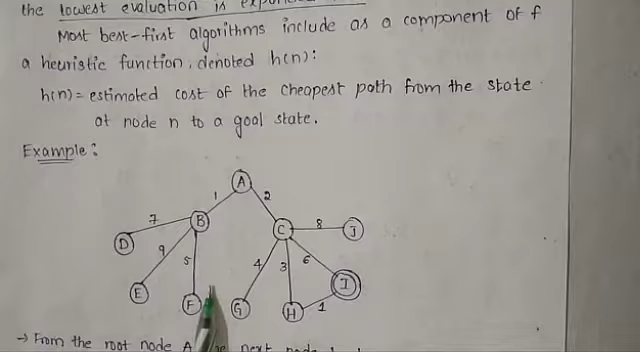 the lowest evaluation is
Most best-first algorithms include as a component of f
a heuristic function, denoted h(n):
h(n) = estimated cost of the cheapest path from the state
at node n to a goal state.
Example:
A
1 2
7 B 8 J
C
D 9 5 4 3 6
I
E F G H 1
→ From the root node A next node